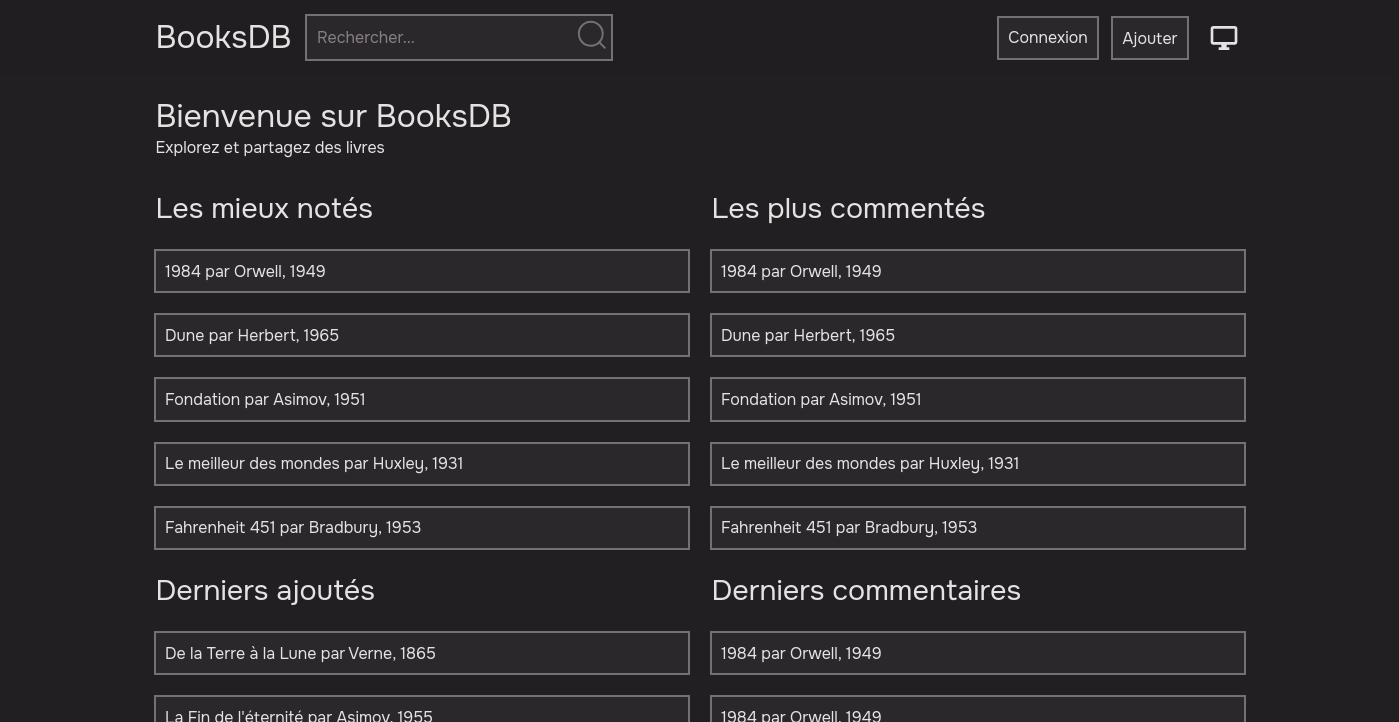 BooksDB
Rechercher...
Connexion
Ajouter
Bienvenue sur BooksDB
Explorez et partagez des livres
Les mieux notés
1984 par Orwell, 1949
Dune par Herbert, 1965
Fondation par Asimov, 1951
Le meilleur des mondes par Huxley, 1931
Fahrenheit 451 par Bradbury, 1953
Les plus commentés
1984 par Orwell, 1949
Dune par Herbert, 1965
Fondation par Asimov, 1951
Le meilleur des mondes par Huxley, 1931
Fahrenheit 451 par Bradbury, 1953
Derniers ajoutés
De la Terre à la Lune par Verne, 1865
La Fin de l'éternité par Asimov, 1955
Derniers commentaires
1984 par Orwell, 1949
1984 par Orwell, 1949